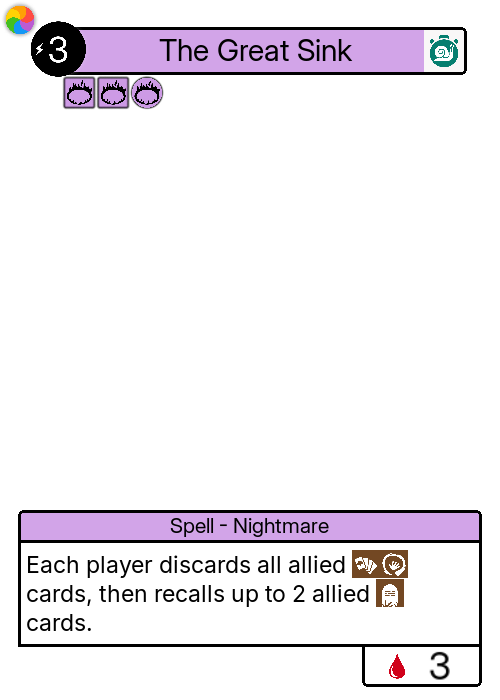 3
The Great Sink
Spell - Nightmare
Each player discards all allied
cards, then recalls up to 2 allied
cards.
3